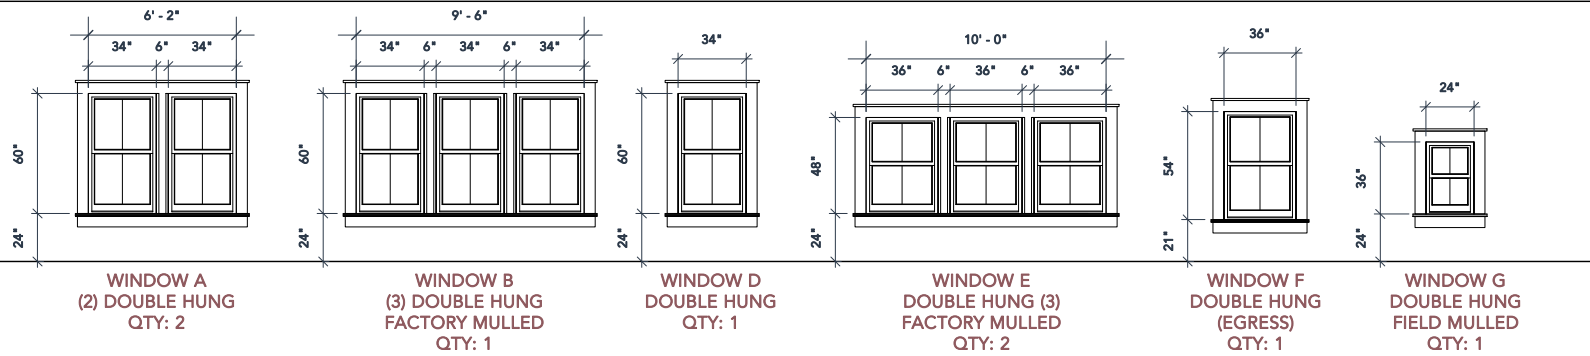 6' - 2"
34" 6" 34"
60"
24"
WINDOW A
(2) DOUBLE HUNG
QTY: 2
9' - 6"
34" 6" 34" 6" 34"
60"
24"
WINDOW B
(3) DOUBLE HUNG
FACTORY MULLED
QTY: 1
34"
60"
24"
WINDOW D
DOUBLE HUNG
QTY: 1
10' - 0"
36" 6" 36" 6" 36"
48"
24"
WINDOW E
DOUBLE HUNG (3)
FACTORY MULLED
QTY: 2
36"
54"
21"
WINDOW F
DOUBLE HUNG
(EGRESS)
QTY: 1
24"
36"
24"
WINDOW G
DOUBLE HUNG
FIELD MULLED
QTY: 1